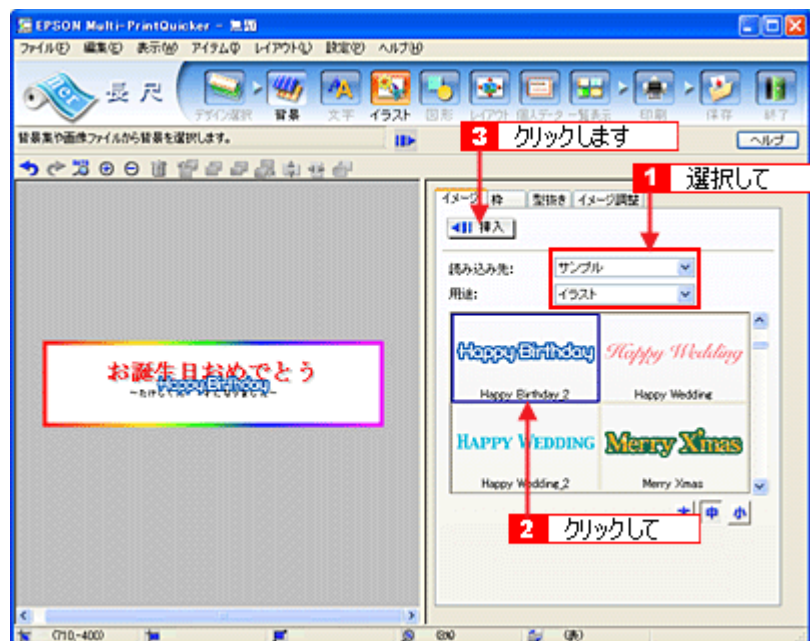 EPSON Multi-PrintQuicker - 無題
ファイル(F) 編集(E) 表示(W) アイテム(I) レイアウト(L) 設定(P) ヘルプ(H)
長尺
デザイン選択 背景 文字 イラスト 図形 レイアウト 個人データ 一覧表示 印刷 保存 終了
背景集や画像ファイルから背景を選択します。
3 クリックします
ヘルプ
1 選択して
イメージ 枠 型抜き イメージ調整
挿入
読み込み先: サンプル
用途: イラスト
お誕生日おめでとう
Happy Birthday
Happy Birthday
Happy Wedding
Happy Birthday_2
Happy Wedding
HAPPY WEDDING
Merry X'mas
Happy Wedding_2
Merry Xmas
大 中 小
2 クリックして
(710,-400)
(表)